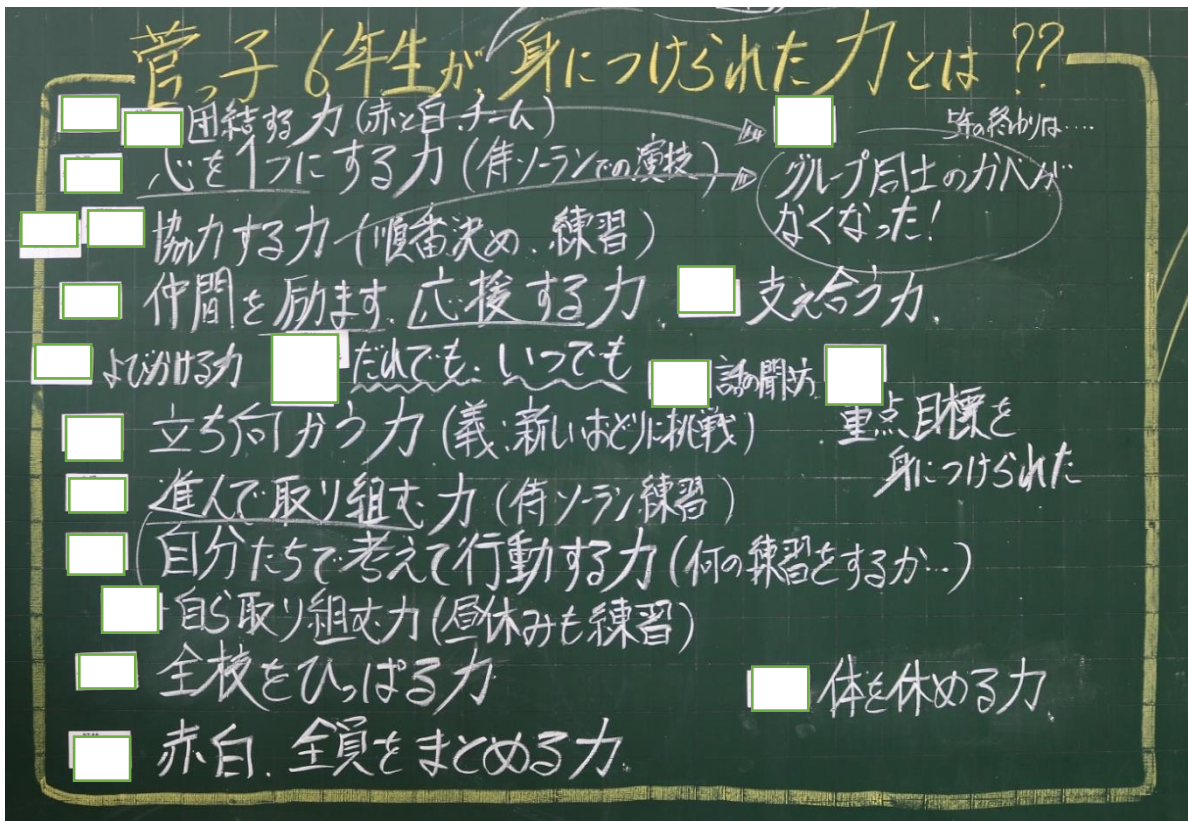 菅っ子6年生が身につけられた力とは??
団結する力(赤と白.チーム)
5年の終わりは....
心を1つにする力(侍ソーランでの演技)
グループ同士のカベが
なくなった!
協力する力(順番決め、練習)
仲間を励ます.応援する力
支え合う力.
よびかける力
だれでも.いつでも
話の聞き方
立ち向かう力(義:新しいおどりに挑戦)
重点目標を
身につけられた
進んで取り組む力(侍ソーラン練習)
自分たちで考えて行動する力(何の練習をするか...)
自ら取り組む力(昼休みも練習)
全校をひっぱる力
体を休める力.
赤白.全員をまとめる力.